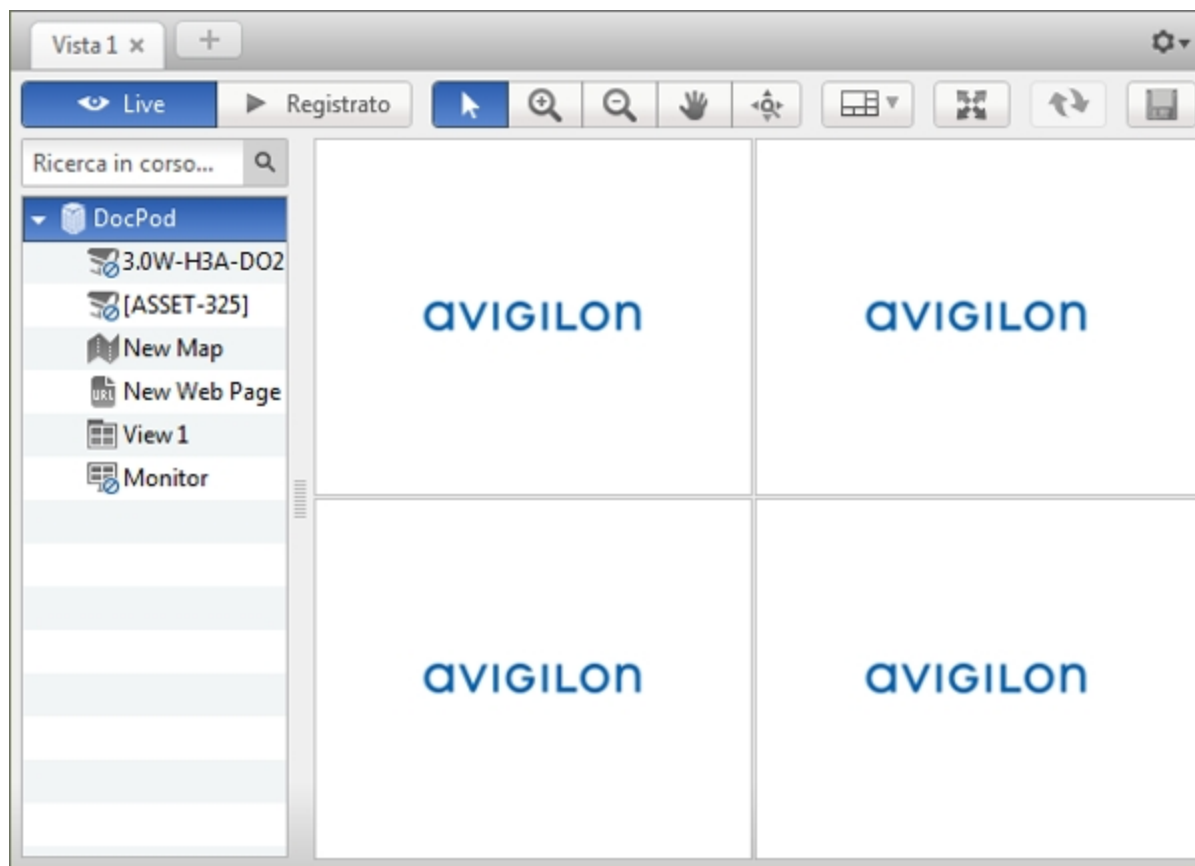 Vista 1
Live
Registrato
Ricerca in corso...
DocPod
3.0W-H3A-DO2
[ASSET-325]
New Map
URL
New Web Page
View 1
Monitor
avigilon
avigilon
avigilon
avigilon